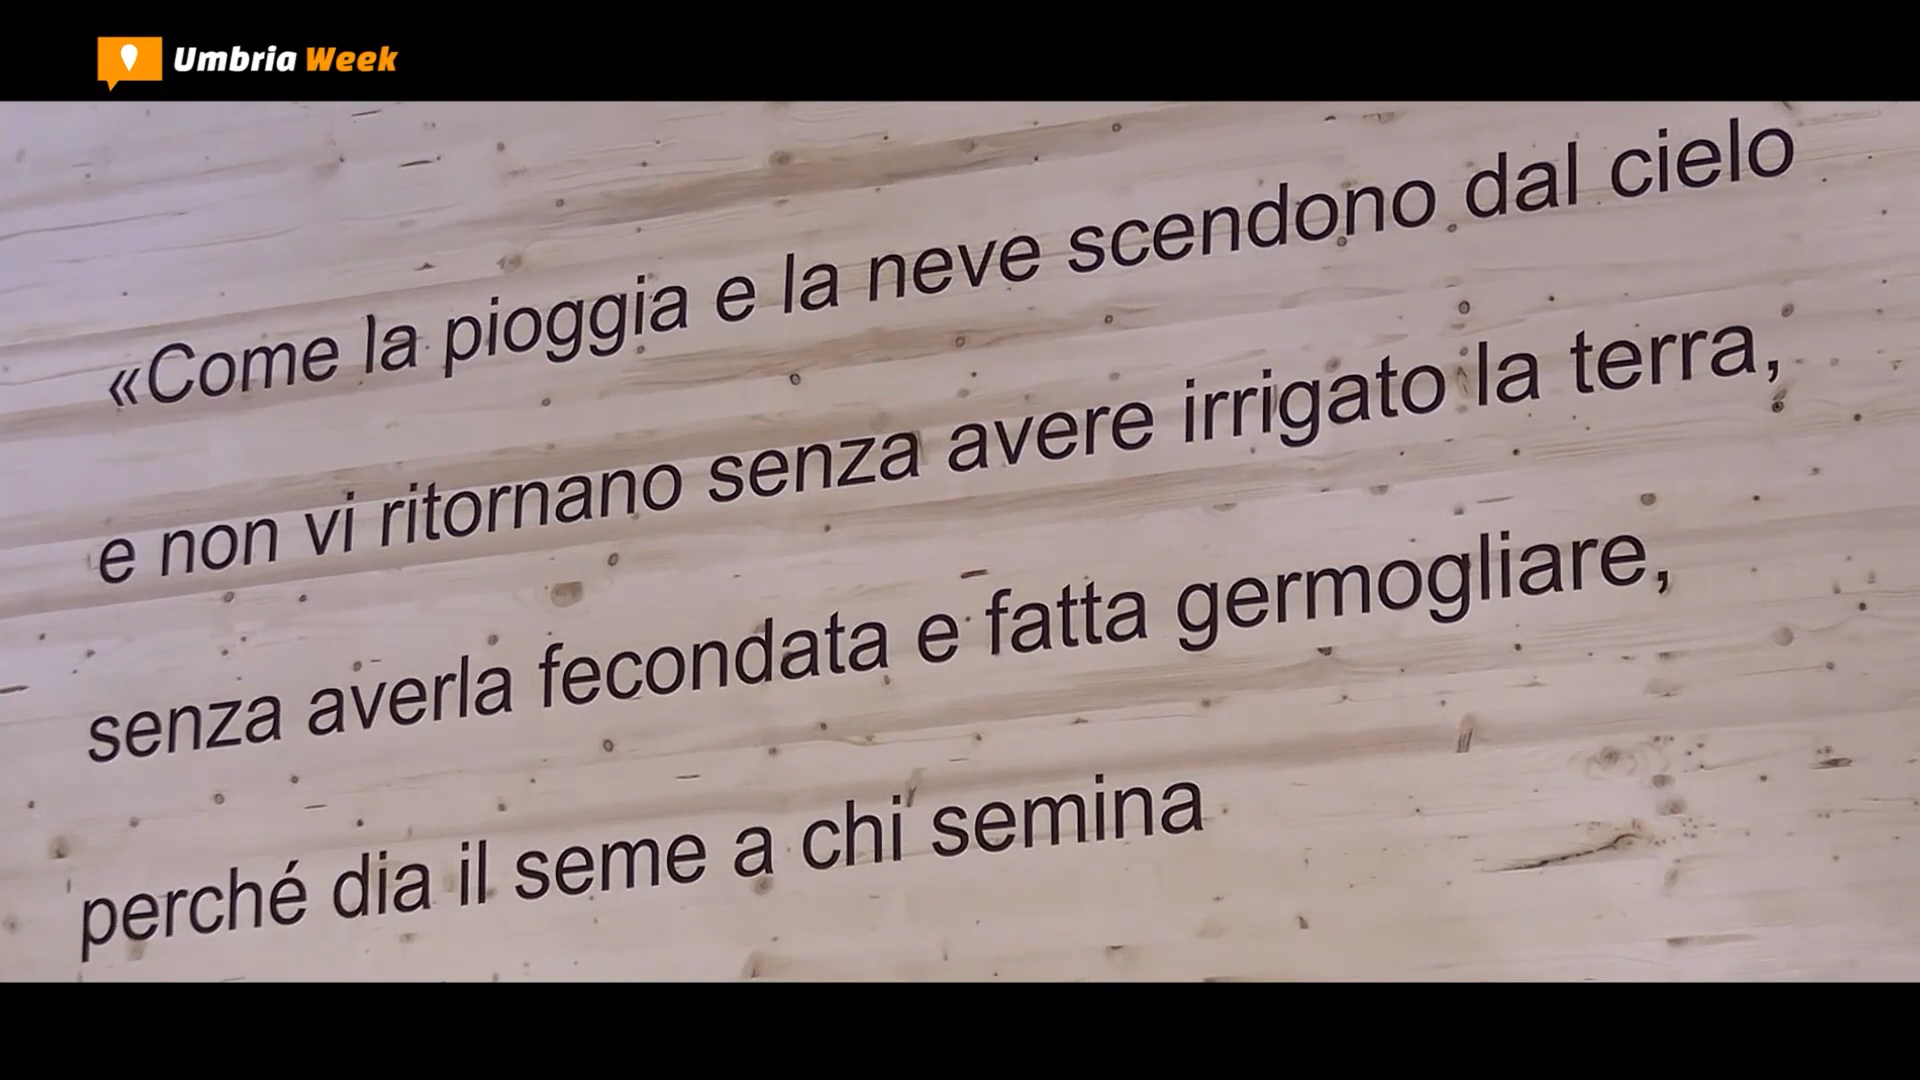 Umbria Week
«Come la pioggia e la neve scendono dal cielo
e non vi ritornano senza avere irrigato la terra,
senza averla fecondata e fatta germogliare,
perché dia il seme a chi semina